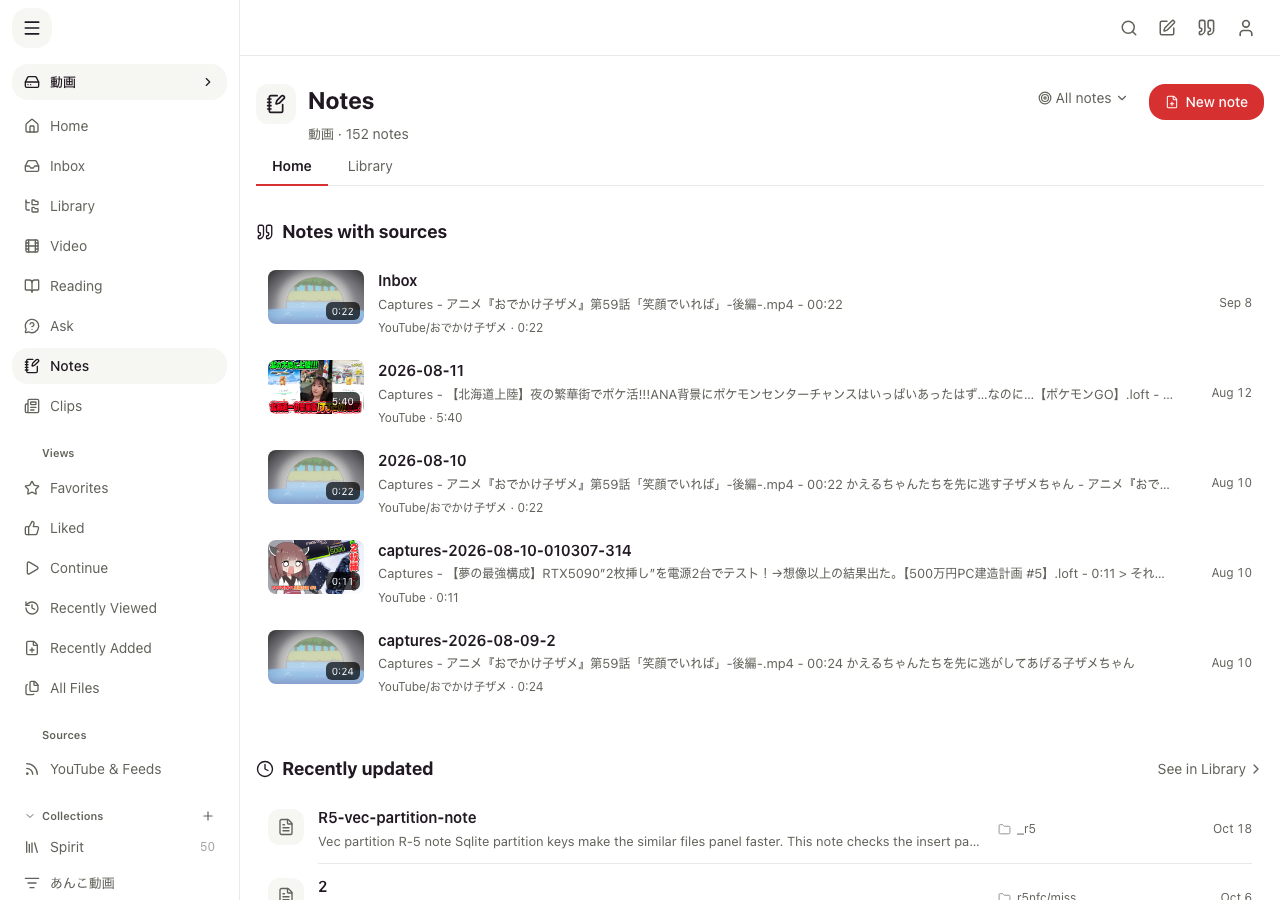 動画
Home
Inbox
Library
Video
Reading
Ask
Notes
Clips
Views
Favorites
Liked
Continue
Recently Viewed
Recently Added
All Files
Sources
YouTube & Feeds
Collections
Spirit 50
あんこ動画
Notes
動画 · 152 notes
All notes
New note
Home Library
Notes with sources
0:22
Inbox
Captures - アニメ『おでかけ子ザメ』第59話「笑顔でいれば」-後編-.mp4 - 00:22
YouTube/おでかけ子ザメ · 0:22
Sep 8
5:40
2026-08-11
Captures - 【北海道上陸】夜の繁華街でポケ活!!!ANA背景にポケモンセンターチャンスはいっぱいあったはず…なのに…【ポケモンGO】.loft - ...
YouTube · 5:40
Aug 12
0:22
2026-08-10
Captures - アニメ『おでかけ子ザメ』第59話「笑顔でいれば」-後編-.mp4 - 00:22 かえるちゃんたちを先に逃す子ザメちゃん - アニメ『おで...
YouTube/おでかけ子ザメ · 0:22
Aug 10
0:11
captures-2026-08-10-010307-314
Captures - 【夢の最強構成】RTX5090”2枚挿し”を電源2台でテスト！→想像以上の結果出た。【500万円PC建造計画 #5】.loft - 0:11 > それ...
YouTube · 0:11
Aug 10
0:24
captures-2026-08-09-2
Captures - アニメ『おでかけ子ザメ』第59話「笑顔でいれば」-後編-.mp4 - 00:24 かえるちゃんたちを先に逃がしてあげる子ザメちゃん
YouTube/おでかけ子ザメ · 0:24
Aug 10
Recently updated
See in Library
R5-vec-partition-note
Vec partition R-5 note Sqlite partition keys make the similar files panel faster. This note checks the insert pa...
_r5
Oct 18
2
r5pfc/miss
Oct 6